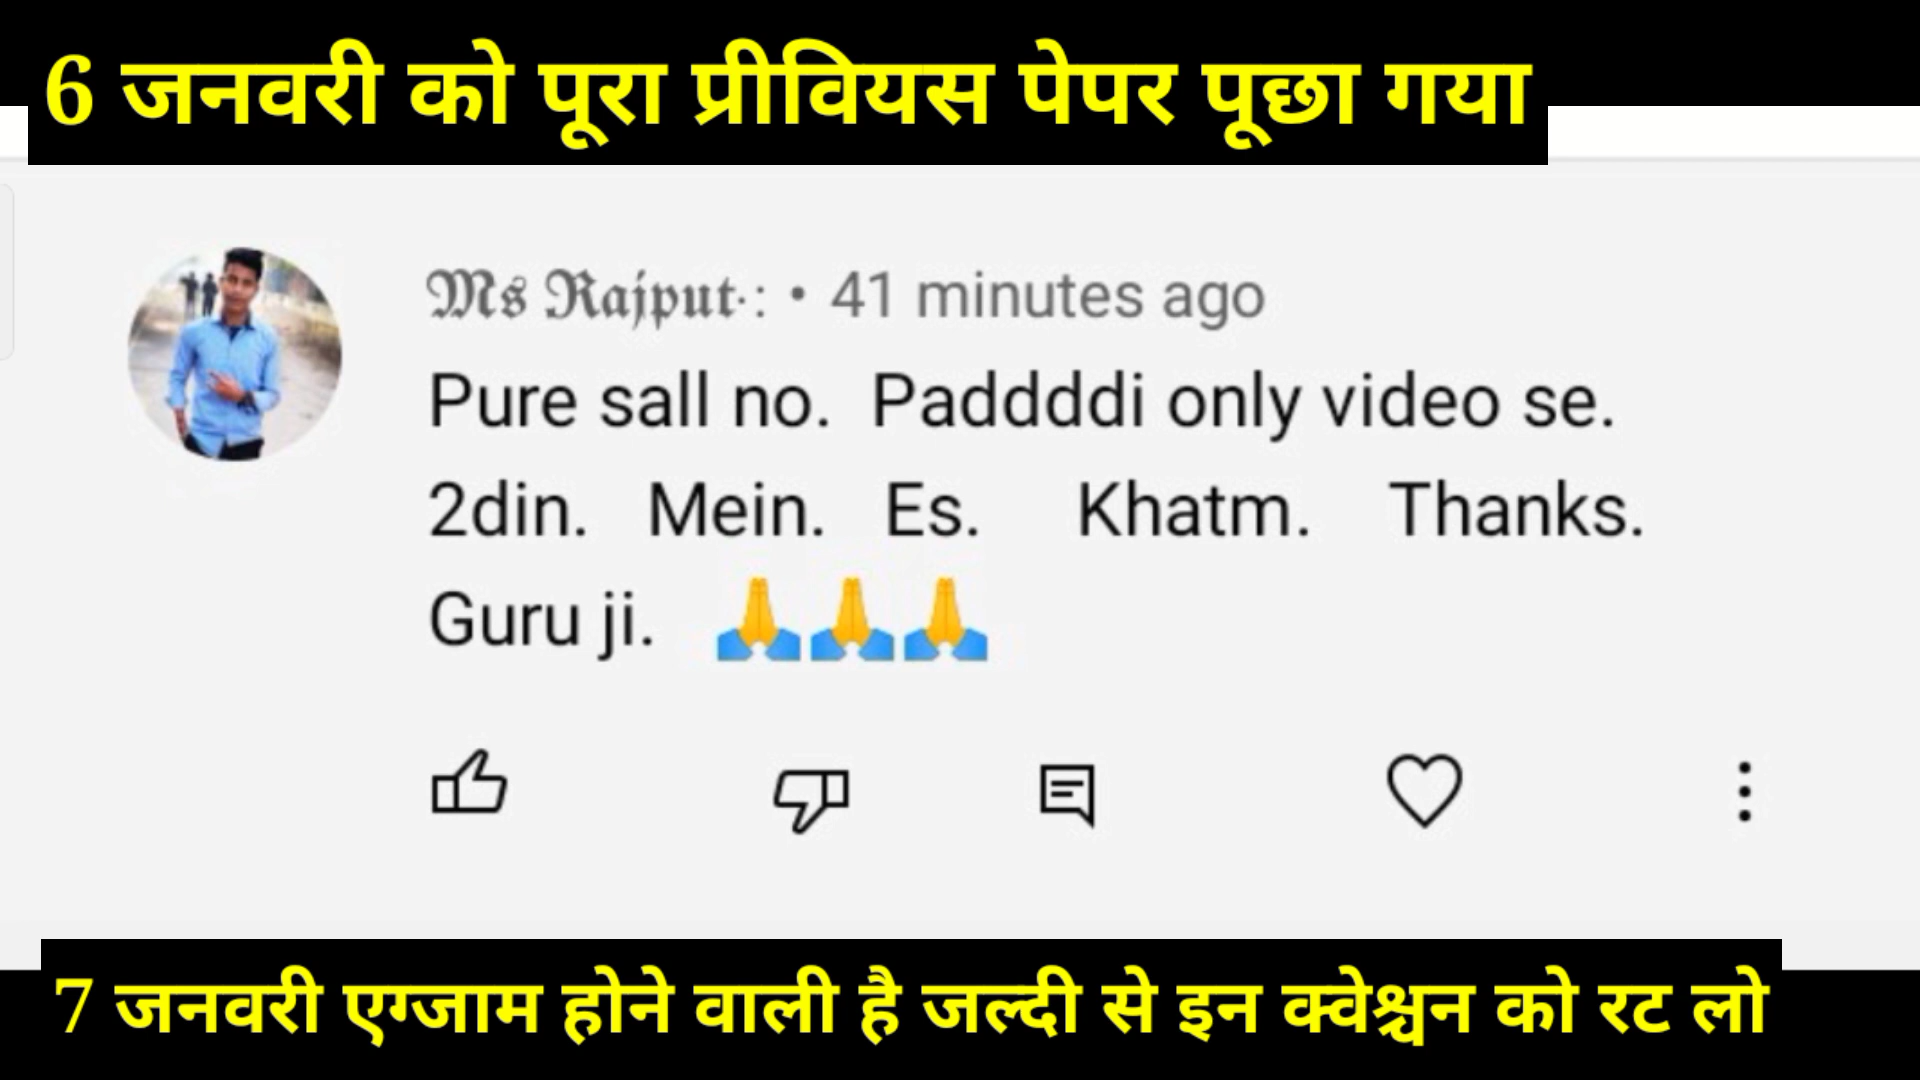 6 जनवरी को पूरा प्रीवियस पेपर पूछा गया
𝔐𝔰 ℜ𝔞𝔧𝔭𝔲𝔱·: • 41 minutes ago
Pure sall no. Paddddi only video se.
2din. Mein. Es. Khatm. Thanks.
Guru ji. 🙏🙏🙏
7 जनवरी एग्जाम होने वाली है जल्दी से इन क्वेश्चन को रट लो